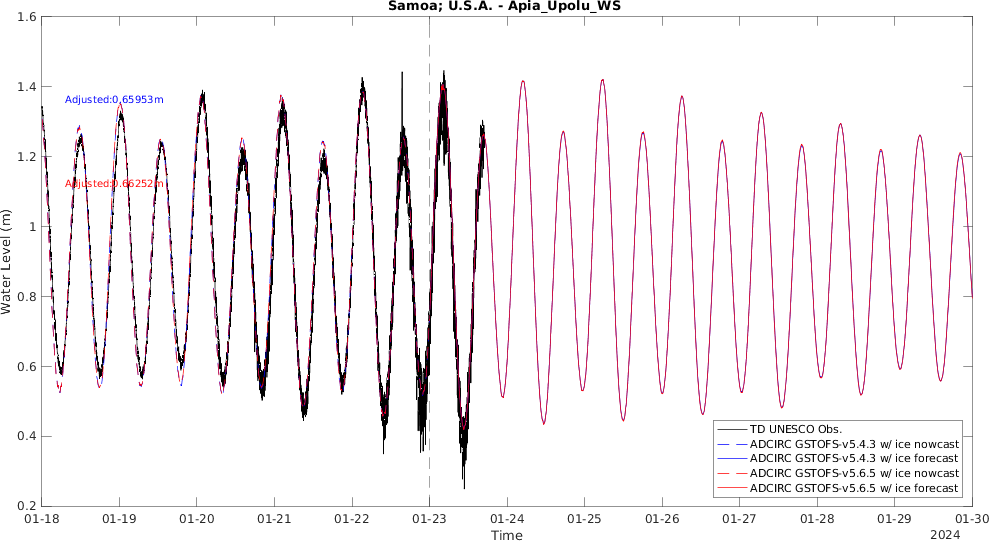 Samoa; U.S.A. - Apia_Upolu_WS
1.6
1.4
1.2
1
0.8
0.6
0.4
0.2
Water Level (m)
Adjusted:0.65953m
Adjusted:0.66252m
TD UNESCO Obs.
ADCIRC GSTOFS-v5.4.3 w/ ice nowcast
ADCIRC GSTOFS-v5.4.3 w/ ice forecast
ADCIRC GSTOFS-v5.6.5 w/ ice nowcast
ADCIRC GSTOFS-v5.6.5 w/ ice forecast
01-18 01-19 01-20 01-21 01-22 01-23 01-24 01-25 01-26 01-27 01-28 01-29 01-30
Time
2024